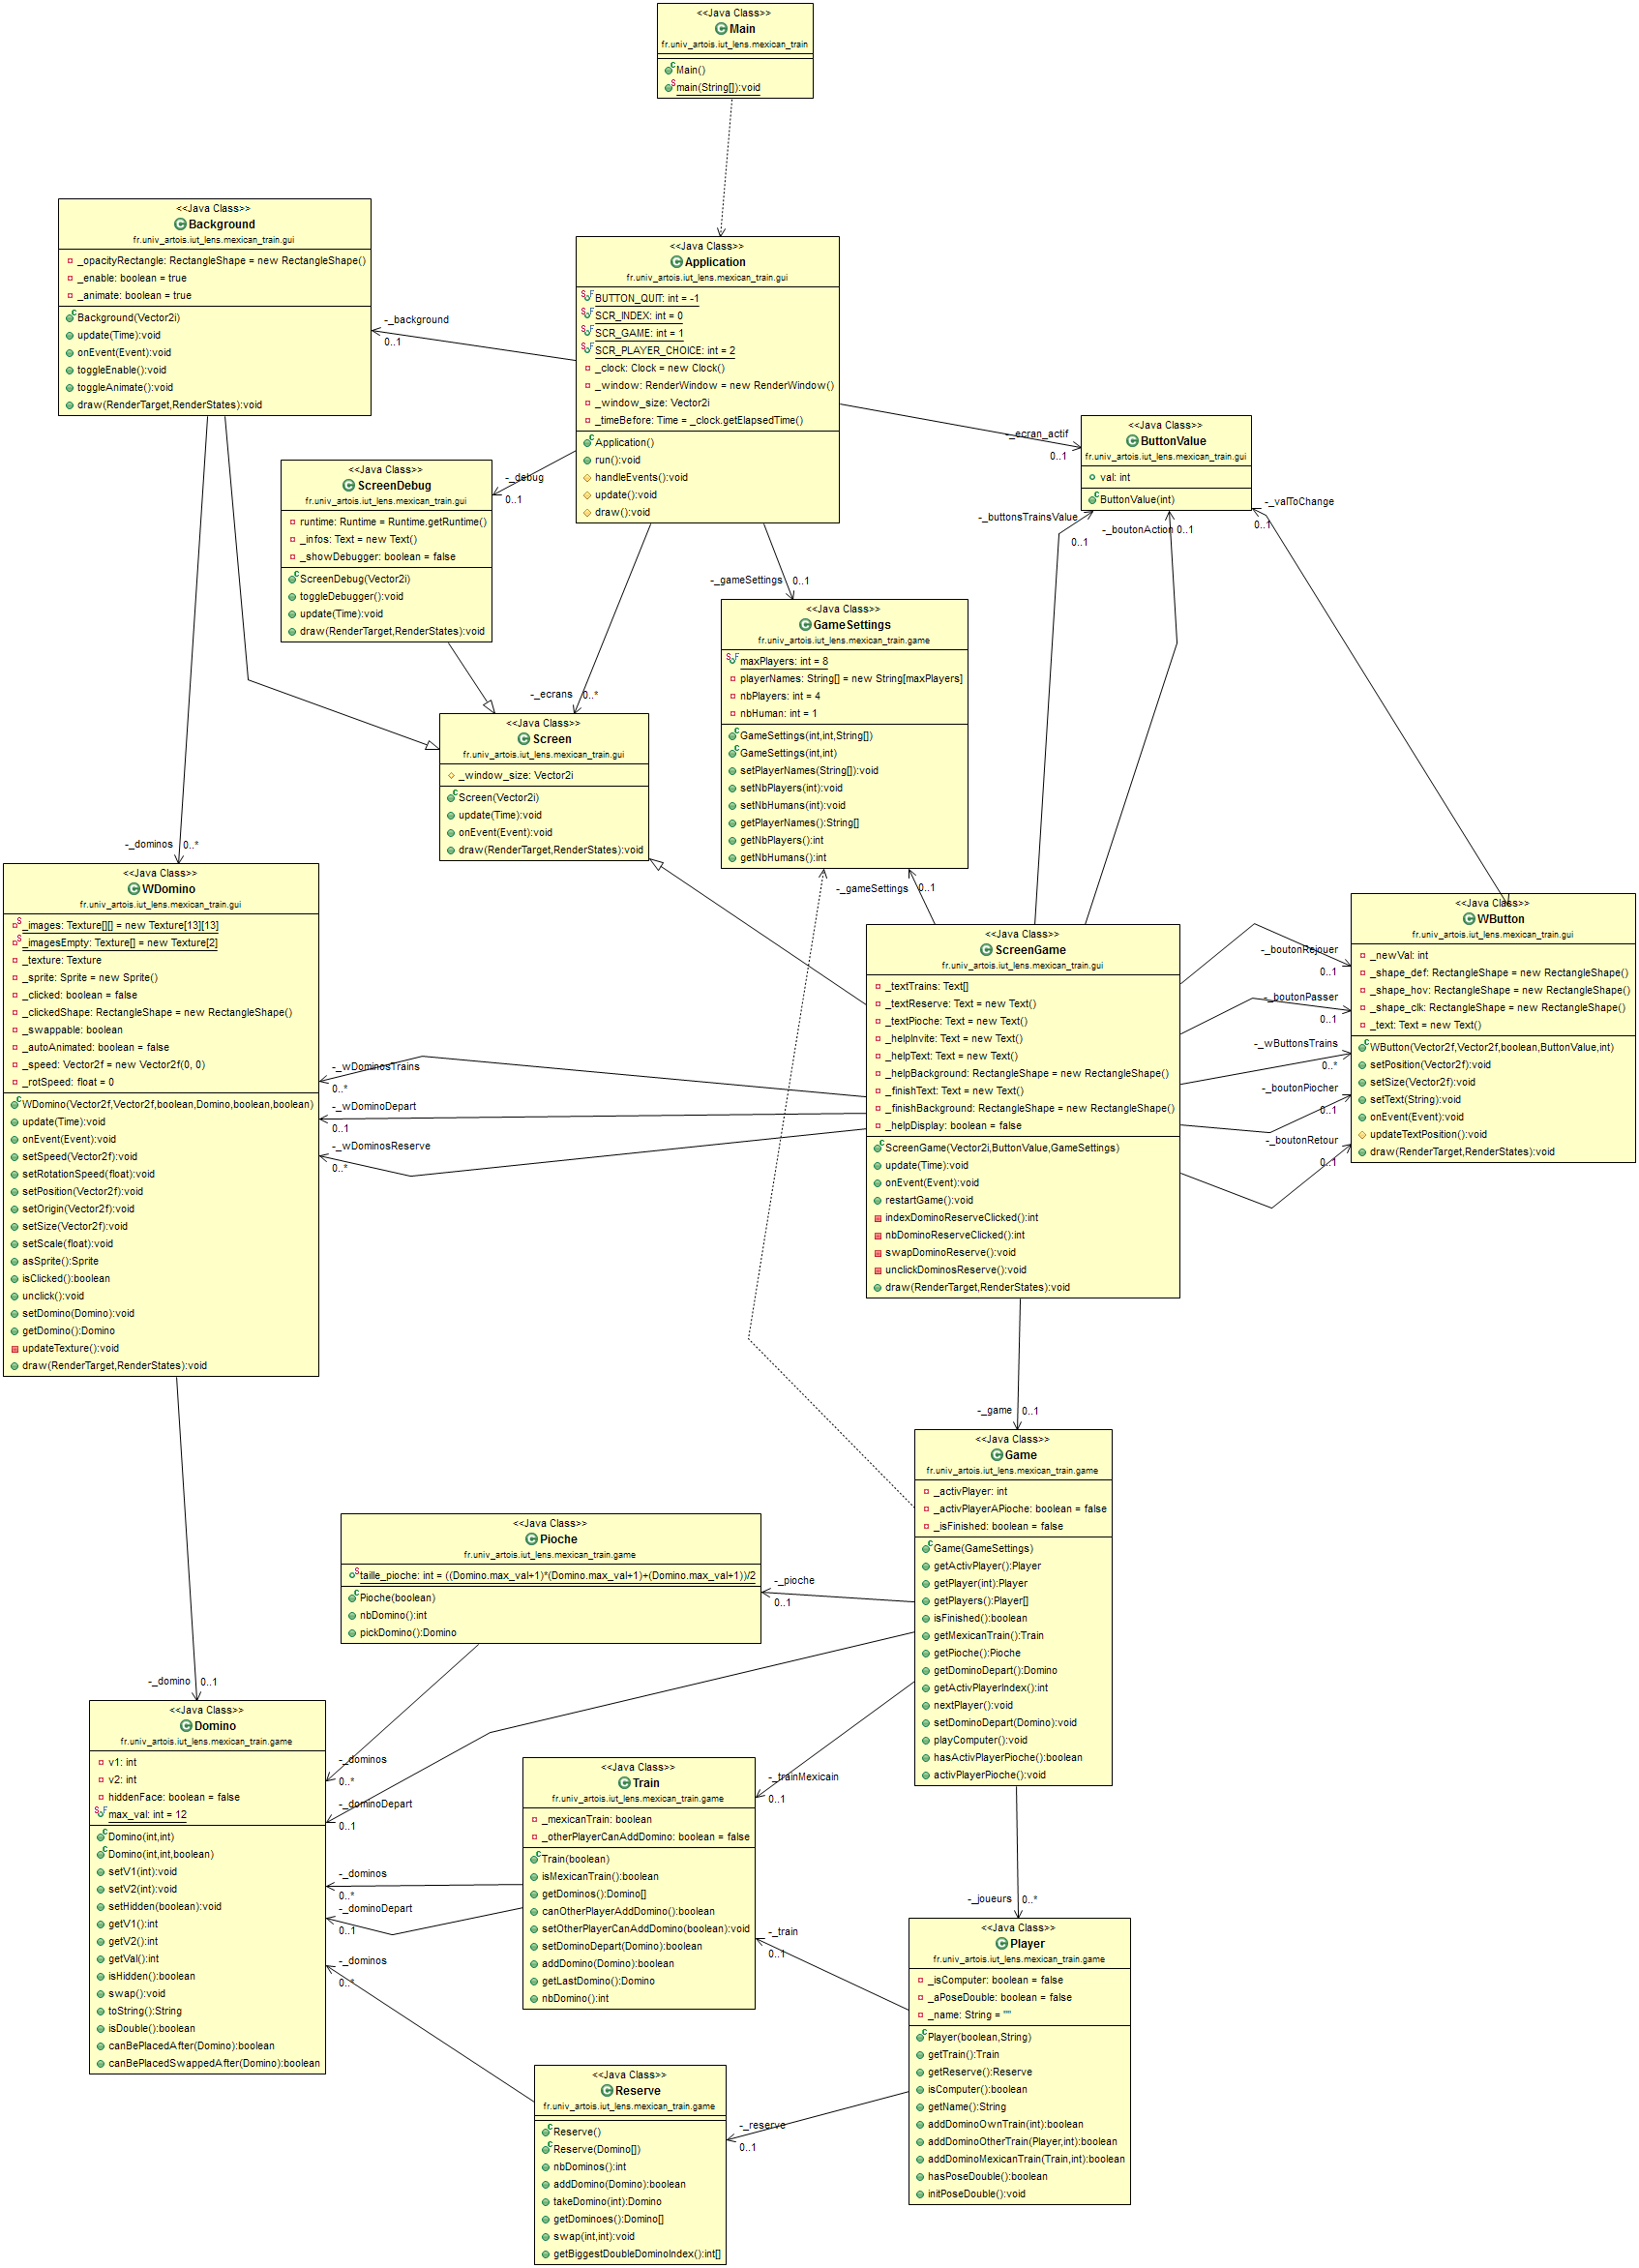 <<Java Class>>
Main
fr.univ_artois.iut_lens.mexican_train
Main()
main(String[]):void
<<Java Class>>
Background
fr.univ_artois.iut_lens.mexican_train.gui
_opacityRectangle: RectangleShape = new RectangleShape()
_enable: boolean = true
_animate: boolean = true
Background(Vector2i)
update(Time):void
onEvent(Event):void
toggleEnable():void
toggleAnimate():void
draw(RenderTarget,RenderStates):void
<<Java Class>>
Application
fr.univ_artois.iut_lens.mexican_train.gui
BUTTON_QUIT: int = -1
SCR_INDEX: int = 0
SCR_GAME: int = 1
SCR_PLAYER_CHOICE: int = 2
_clock: Clock = new Clock()
_window: RenderWindow = new RenderWindow()
_window_size: Vector2i
_timeBefore: Time = _clock.getElapsedTime()
Application()
run():void
handleEvents():void
update():void
draw():void
-_background
0..1
-_ecran_actif
0..1
-_debug
0..1
<<Java Class>>
ButtonValue
fr.univ_artois.iut_lens.mexican_train.gui
val: int
ButtonValue(int)
-_buttonsTrainsValue
0..1
-_boutonAction 0..1
-_valToChange
0..1
<<Java Class>>
ScreenDebug
fr.univ_artois.iut_lens.mexican_train.gui
runtime: Runtime = Runtime.getRuntime()
_infos: Text = new Text()
_showDebugger: boolean = false
ScreenDebug(Vector2i)
toggleDebugger():void
update(Time):void
draw(RenderTarget,RenderStates):void
-_gameSettings 0..1
<<Java Class>>
GameSettings
fr.univ_artois.iut_lens.mexican_train.game
maxPlayers: int = 8
playerNames: String[] = new String[maxPlayers]
nbPlayers: int = 4
nbHuman: int = 1
GameSettings(int,int,String[])
GameSettings(int,int)
setPlayerNames(String[]):void
setNbPlayers(int):void
setNbHumans(int):void
getPlayerNames():String[]
getNbPlayers():int
getNbHumans():int
-_ecrans 0..*
<<Java Class>>
Screen
fr.univ_artois.iut_lens.mexican_train.gui
_window_size: Vector2i
Screen(Vector2i)
update(Time):void
onEvent(Event):void
draw(RenderTarget,RenderStates):void
-_dominos 0..*
-_gameSettings 0..1
<<Java Class>>
WDomino
fr.univ_artois.iut_lens.mexican_train.gui
_images: Texture[][] = new Texture[13][13]
_imagesEmpty: Texture[] = new Texture[2]
_texture: Texture
_sprite: Sprite = new Sprite()
_clicked: boolean = false
_clickedShape: RectangleShape = new RectangleShape()
_swappable: boolean
_autoAnimated: boolean = false
_speed: Vector2f = new Vector2f(0, 0)
_rotSpeed: float = 0
WDomino(Vector2f,Vector2f,boolean,Domino,boolean,boolean)
update(Time):void
onEvent(Event):void
setSpeed(Vector2f):void
setRotationSpeed(float):void
setPosition(Vector2f):void
setOrigin(Vector2f):void
setSize(Vector2f):void
setScale(float):void
asSprite():Sprite
isClicked():boolean
unclick():void
setDomino(Domino):void
getDomino():Domino
updateTexture():void
draw(RenderTarget,RenderStates):void
-_wDominosTrains
0..*
-_wDominoDepart
0..1
-_wDominosReserve
0..*
<<Java Class>>
ScreenGame
fr.univ_artois.iut_lens.mexican_train.gui
_textTrains: Text[]
_textReserve: Text = new Text()
_textPioche: Text = new Text()
_helpInvite: Text = new Text()
_helpText: Text = new Text()
_helpBackground: RectangleShape = new RectangleShape()
_finishText: Text = new Text()
_finishBackground: RectangleShape = new RectangleShape()
_helpDisplay: boolean = false
ScreenGame(Vector2i,ButtonValue,GameSettings)
update(Time):void
onEvent(Event):void
restartGame():void
indexDominoReserveClicked():int
nbDominoReserveClicked():int
swapDominoReserve():void
unclickDominosReserve():void
draw(RenderTarget,RenderStates):void
-_boutonRejouer
0..1
-_boutonPasser
0..1
-_wButtonsTrains
0..*
-_boutonPiocher
0..1
-_boutonRetour
0..1
<<Java Class>>
WButton
fr.univ_artois.iut_lens.mexican_train.gui
_newVal: int
_shape_def: RectangleShape = new RectangleShape()
_shape_hov: RectangleShape = new RectangleShape()
_shape_clk: RectangleShape = new RectangleShape()
_text: Text = new Text()
WButton(Vector2f,Vector2f,boolean,ButtonValue,int)
setPosition(Vector2f):void
setSize(Vector2f):void
setText(String):void
onEvent(Event):void
updateTextPosition():void
draw(RenderTarget,RenderStates):void
-_game 0..1
<<Java Class>>
Game
fr.univ_artois.iut_lens.mexican_train.game
_activPlayer: int
_activPlayerAPioche: boolean = false
_isFinished: boolean = false
Game(GameSettings)
getActivPlayer():Player
getPlayer(int):Player
getPlayers():Player[]
isFinished():boolean
getMexicanTrain():Train
getPioche():Pioche
getDominoDepart():Domino
getActivPlayerIndex():int
nextPlayer():void
setDominoDepart(Domino):void
playComputer():void
hasActivPlayerPioche():boolean
activPlayerPioche():void
<<Java Class>>
Pioche
fr.univ_artois.iut_lens.mexican_train.game
taille_pioche: int = ((Domino.max_val+1)*(Domino.max_val+1)+(Domino.max_val+1))/2
Pioche(boolean)
nbDomino():int
pickDomino():Domino
-_pioche
0..1
-_domino 0..1
<<Java Class>>
Domino
fr.univ_artois.iut_lens.mexican_train.game
v1: int
v2: int
hiddenFace: boolean = false
max_val: int = 12
Domino(int,int)
Domino(int,int,boolean)
setV1(int):void
setV2(int):void
setHidden(boolean):void
getV1():int
getV2():int
getVal():int
isHidden():boolean
swap():void
toString():String
isDouble():boolean
canBePlacedAfter(Domino):boolean
canBePlacedSwappedAfter(Domino):boolean
-_dominos
0..*
-_dominoDepart
0..1
-_dominos
0..*
-_dominoDepart
0..1
-_dominos
0..*
<<Java Class>>
Train
fr.univ_artois.iut_lens.mexican_train.game
_mexicanTrain: boolean
_otherPlayerCanAddDomino: boolean = false
Train(boolean)
isMexicanTrain():boolean
getDominos():Domino[]
canOtherPlayerAddDomino():boolean
setOtherPlayerCanAddDomino(boolean):void
setDominoDepart(Domino):boolean
addDomino(Domino):boolean
getLastDomino():Domino
nbDomino():int
-_trainMexicain
0..1
-_train
0..1
-_joueurs 0..*
<<Java Class>>
Player
fr.univ_artois.iut_lens.mexican_train.game
_isComputer: boolean = false
_aPoseDouble: boolean = false
_name: String = ""
Player(boolean,String)
getTrain():Train
getReserve():Reserve
isComputer():boolean
getName():String
addDominoOwnTrain(int):boolean
addDominoOtherTrain(Player,int):boolean
addDominoMexicanTrain(Train,int):boolean
hasPoseDouble():boolean
initPoseDouble():void
-_reserve
0..1
<<Java Class>>
Reserve
fr.univ_artois.iut_lens.mexican_train.game
Reserve()
Reserve(Domino[])
nbDominos():int
addDomino(Domino):boolean
takeDomino(int):Domino
getDominoes():Domino[]
swap(int,int):void
getBiggestDoubleDominoIndex():int[]